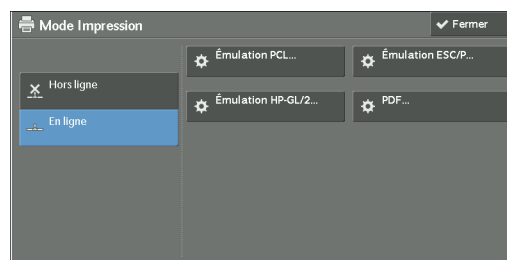 Mode Impression
Fermer
Hors ligne
En ligne
Émulation PCL...
Émulation ESC/P...
Émulation HP-GL/2...
PDF...